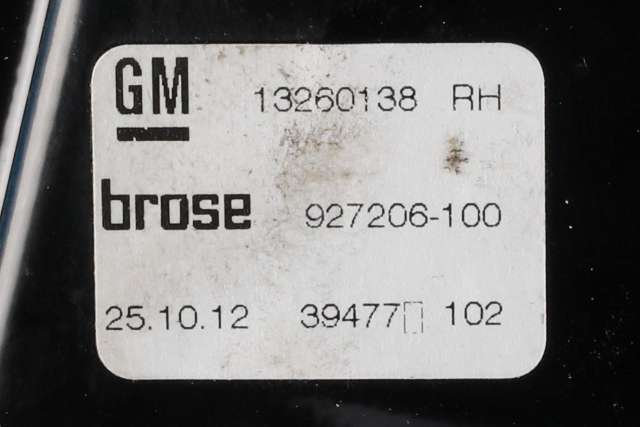 GM 13260138 RH
brose 927206-100
25.10.12 39477▯ 102